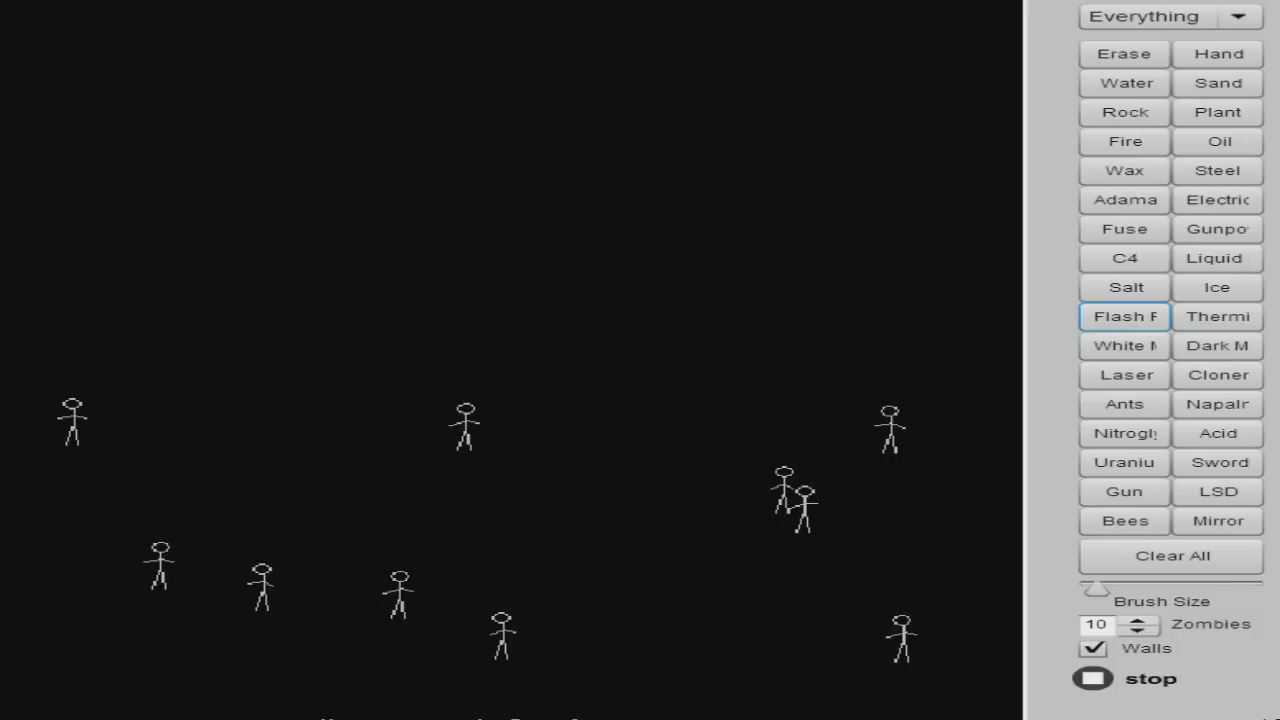 Everything
Erase Hand
Water Sand
Rock Plant
Fire Oil
Wax Steel
Adama Electric
Fuse Gunpo
C4 Liquid
Salt Ice
Flash F Thermi
White M Dark M
Laser Cloner
Ants Napalm
Nitrogly Acid
Uraniu Sword
Gun LSD
Bees Mirror
Clear All
Brush Size
10 Zombies
Walls
stop